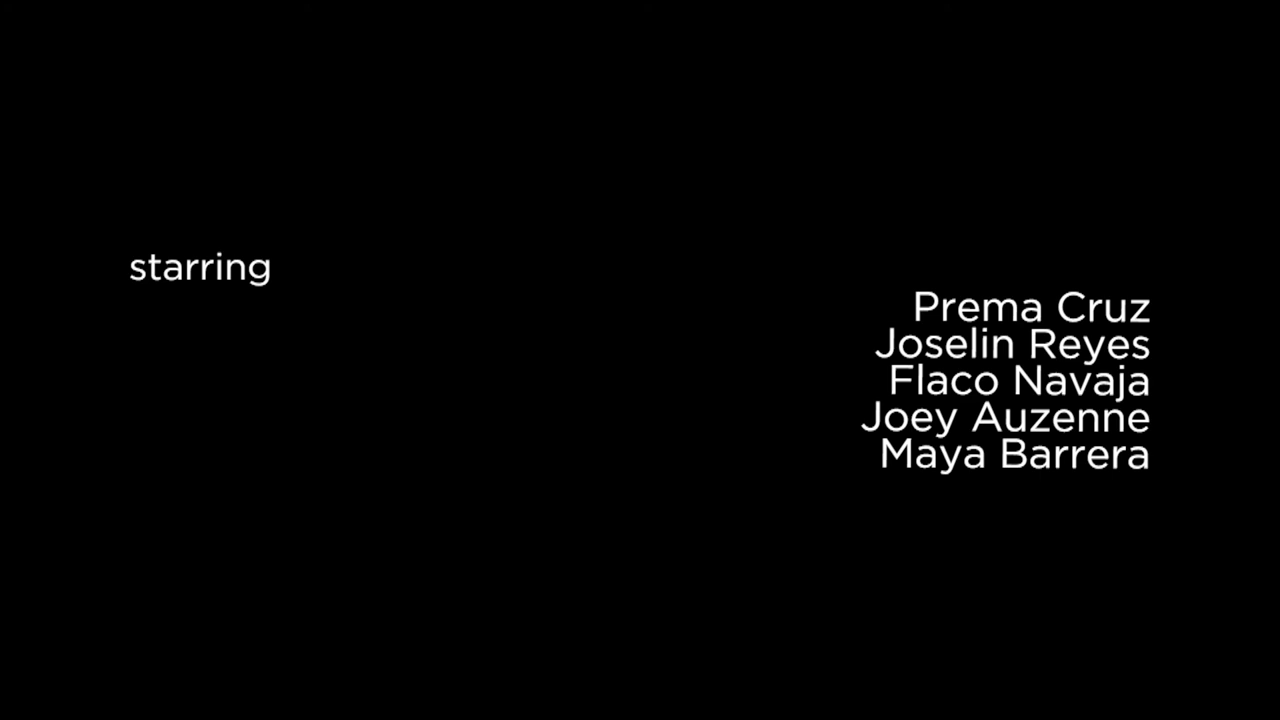 starring
Prema Cruz
Joselin Reyes
Flaco Navaja
Joey Auzenne
Maya Barrera